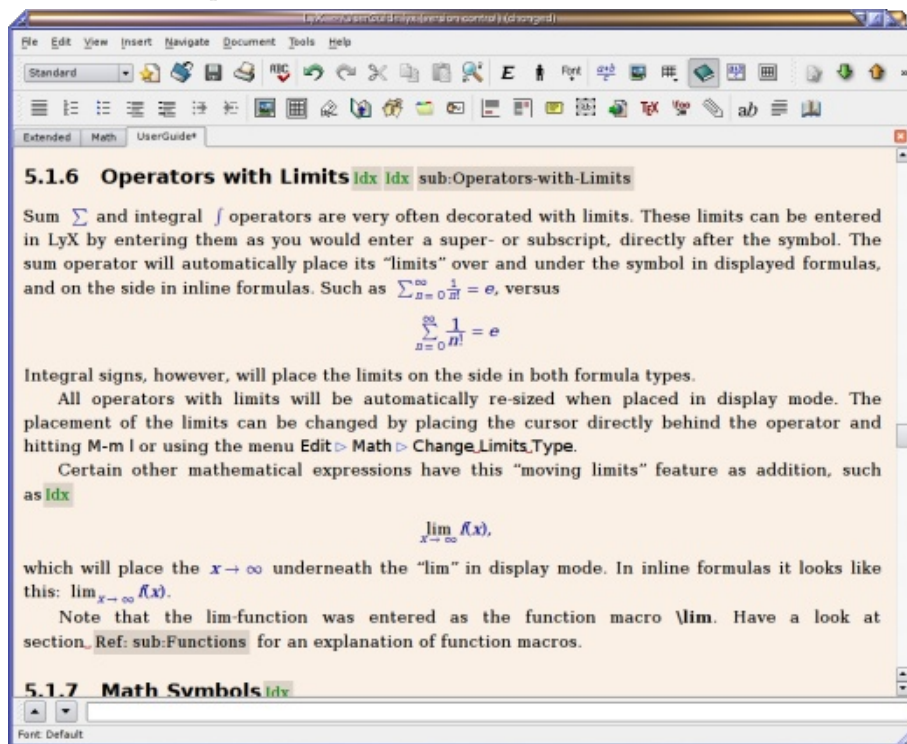 LyX: ~/UserGuide.lyx (version control) (changed)
File Edit View Insert Navigate Document Tools Help
Standard
Extended Math UserGuide*
5.1.6 Operators with Limits Idx Idx sub:Operators-with-Limits
Sum ∑ and integral ∫ operators are very often decorated with limits. These limits can be entered
in LyX by entering them as you would enter a super- or subscript, directly after the symbol. The
sum operator will automatically place its “limits” over and under the symbol in displayed formulas,
and on the side in inline formulas. Such as ∑_{n=0}^{∞} 1/n! = e, versus
∑_{n=0}^{∞} 1/n! = e
Integral signs, however, will place the limits on the side in both formula types.
All operators with limits will be automatically re-sized when placed in display mode. The
placement of the limits can be changed by placing the cursor directly behind the operator and
hitting M-m l or using the menu Edit ▷ Math ▷ Change Limits Type.
Certain other mathematical expressions have this “moving limits” feature as addition, such
as Idx
lim_{x→∞} f(x),
which will place the x → ∞ underneath the “lim” in display mode. In inline formulas it looks like
this: lim_{x→∞} f(x).
Note that the lim-function was entered as the function macro \lim. Have a look at
section Ref: sub:Functions for an explanation of function macros.
5.1.7 Math Symbols Idx
Font: Default